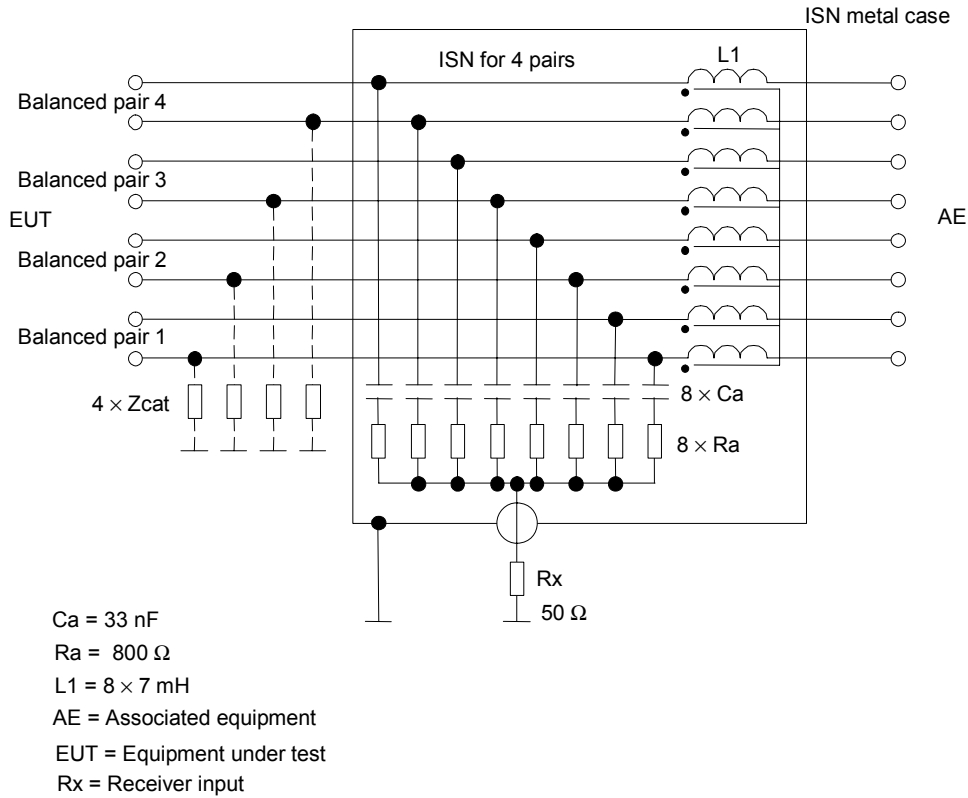 ISN metal case
ISN for 4 pairs
L1
Balanced pair 4
Balanced pair 3
EUT
AE
Balanced pair 2
Balanced pair 1
4 × Zcat
8 × Ca
8 × Ra
Rx
50 Ω
Ca = 33 nF
Ra = 800 Ω
L1 = 8 × 7 mH
AE = Associated equipment
EUT = Equipment under test
Rx = Receiver input